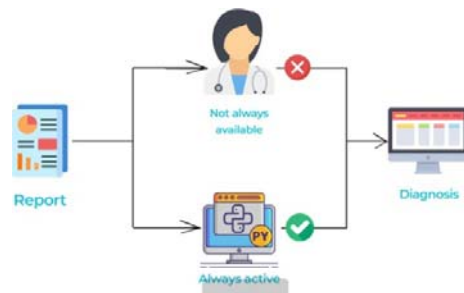 Not always
available
Report
Diagnosis
PY
Always active